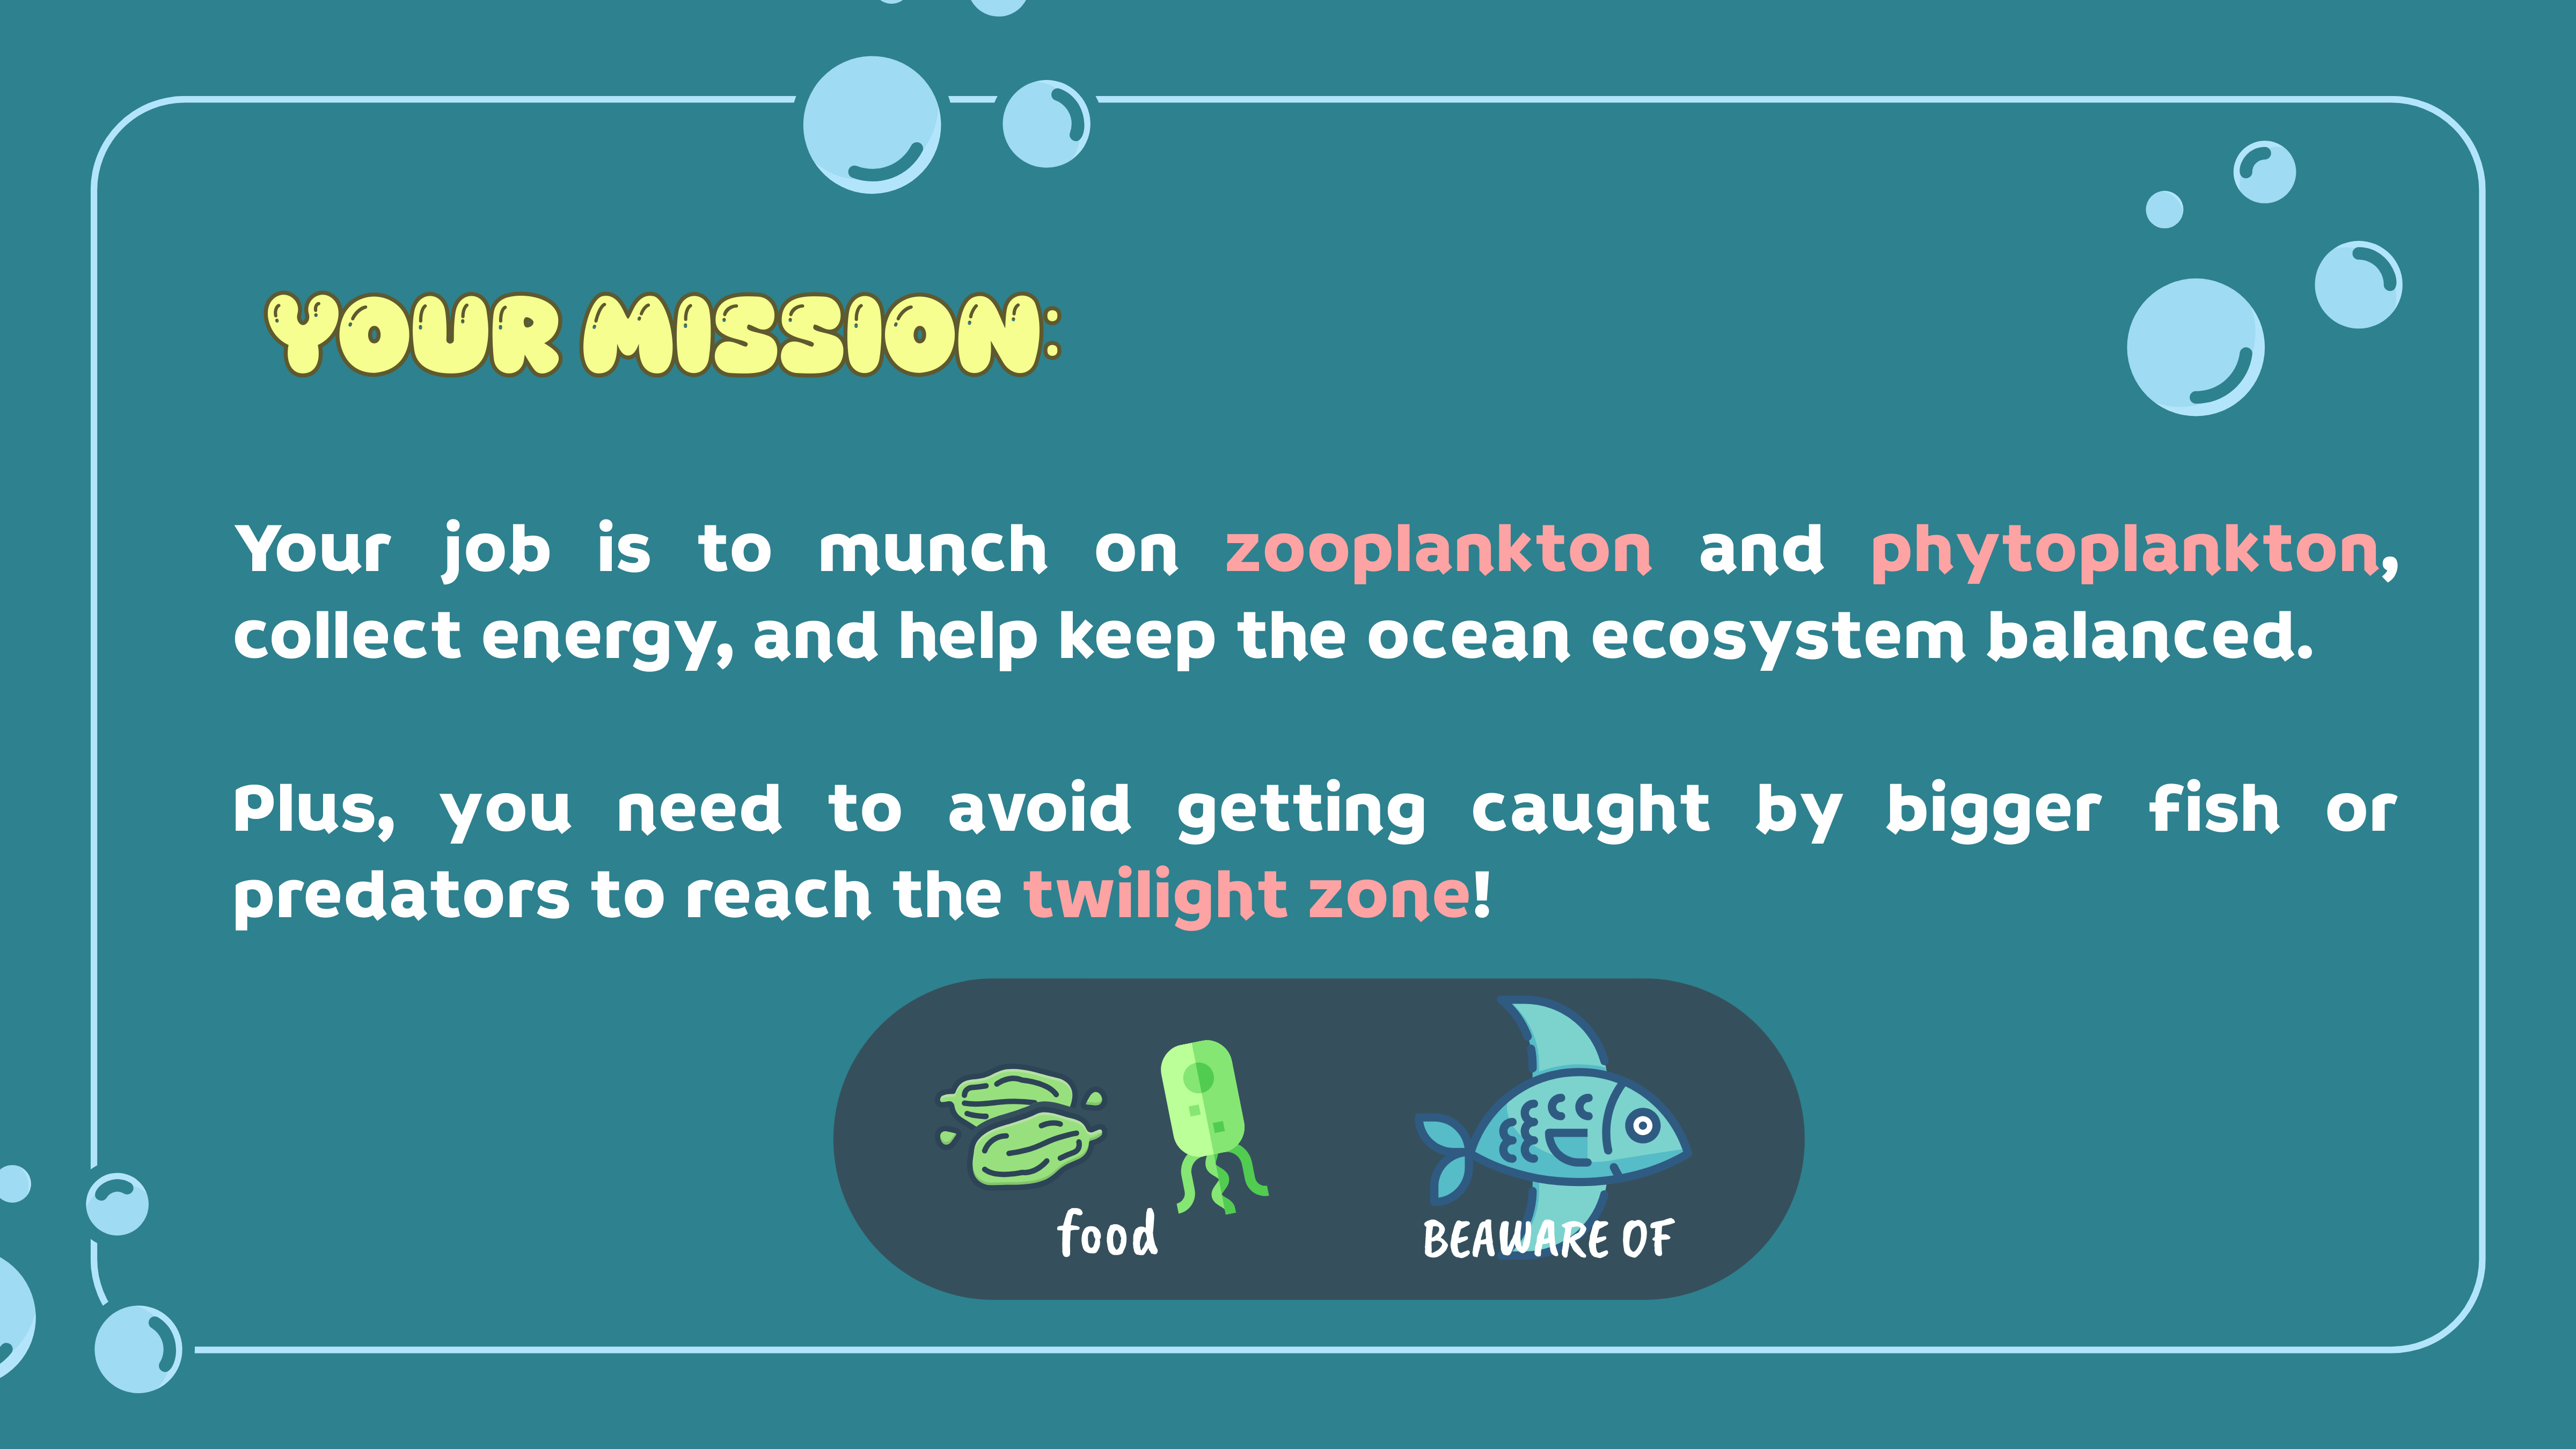 YOUR MISSION:
Your job is to munch on zooplankton and phytoplankton,
collect energy, and help keep the ocean ecosystem balanced.
Plus, you need to avoid getting caught by bigger fish or
predators to reach the twilight zone!
food
BEAWARE OF